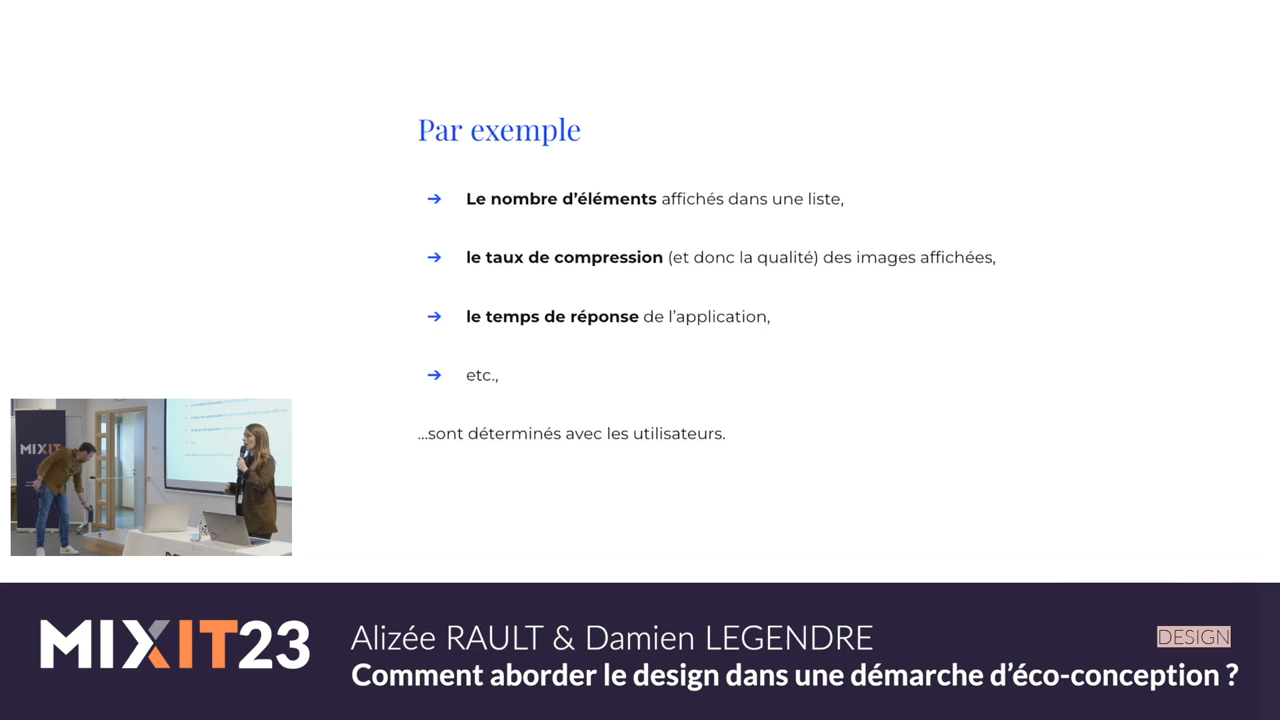 Par exemple
➔ Le nombre d’éléments affichés dans une liste,
➔ le taux de compression (et donc la qualité) des images affichées,
➔ le temps de réponse de l’application,
➔ etc.,
...sont déterminés avec les utilisateurs.
MIXIT
MIXIT23
Alizée RAULT & Damien LEGENDRE
DESIGN
Comment aborder le design dans une démarche d’éco-conception ?